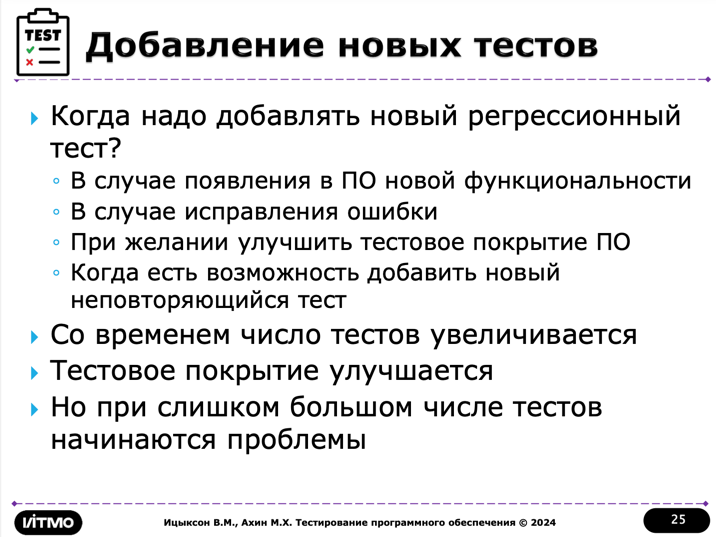 TEST
Добавление новых тестов
Когда надо добавлять новый регрессионный
тест?
В случае появления в ПО новой функциональности
В случае исправления ошибки
При желании улучшить тестовое покрытие ПО
Когда есть возможность добавить новый
неповторяющийся тест
Со временем число тестов увеличивается
Тестовое покрытие улучшается
Но при слишком большом числе тестов
начинаются проблемы
ИТМО
Ицыксон В.М., Ахин М.Х. Тестирование программного обеспечения © 2024
25